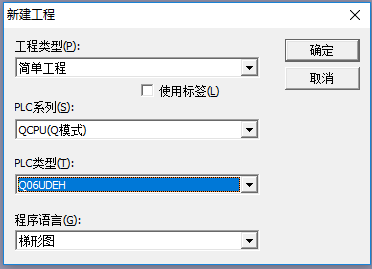 新建工程
工程类型(P):
简单工程
使用标签(L)
PLC系列(S):
QCPU(Q模式)
PLC类型(T):
Q06UDEH
程序语言(G):
梯形图
确定
取消